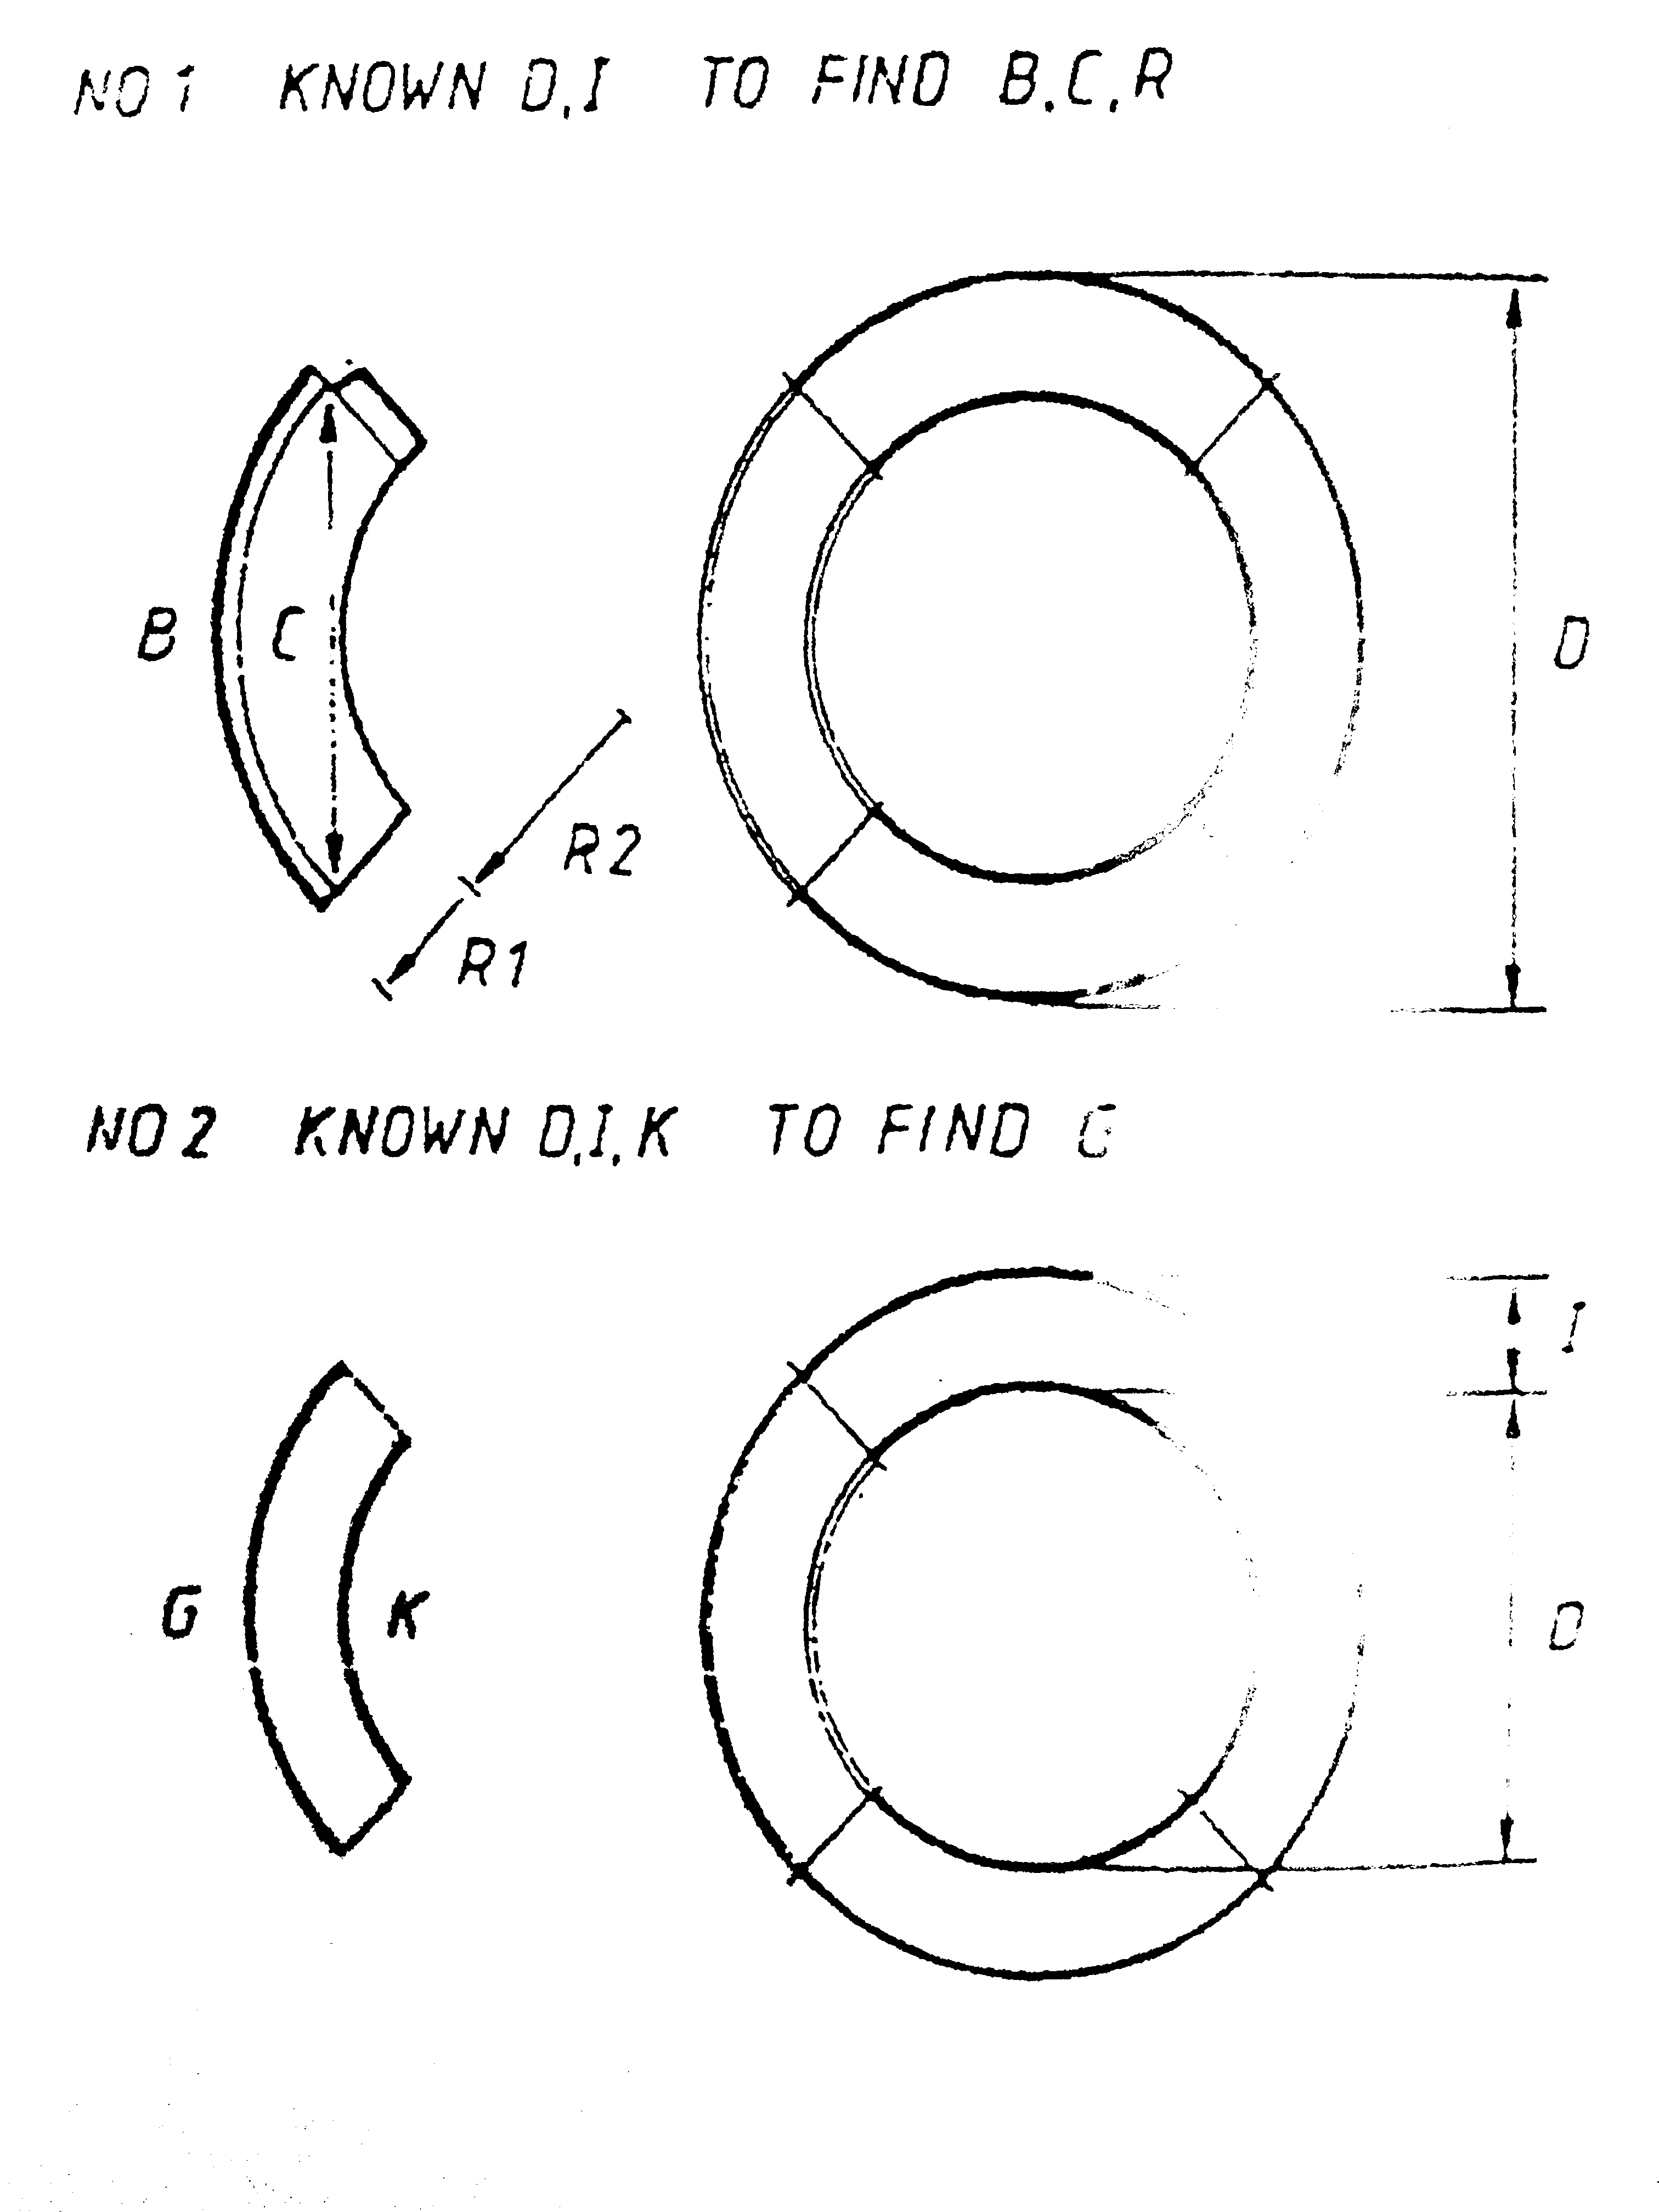 NO 1 KNOWN D,I TO FIND B,C,R
B
C
D
R2
R1
NO 2 KNOWN D,I,K TO FIND G
I
G
K
D